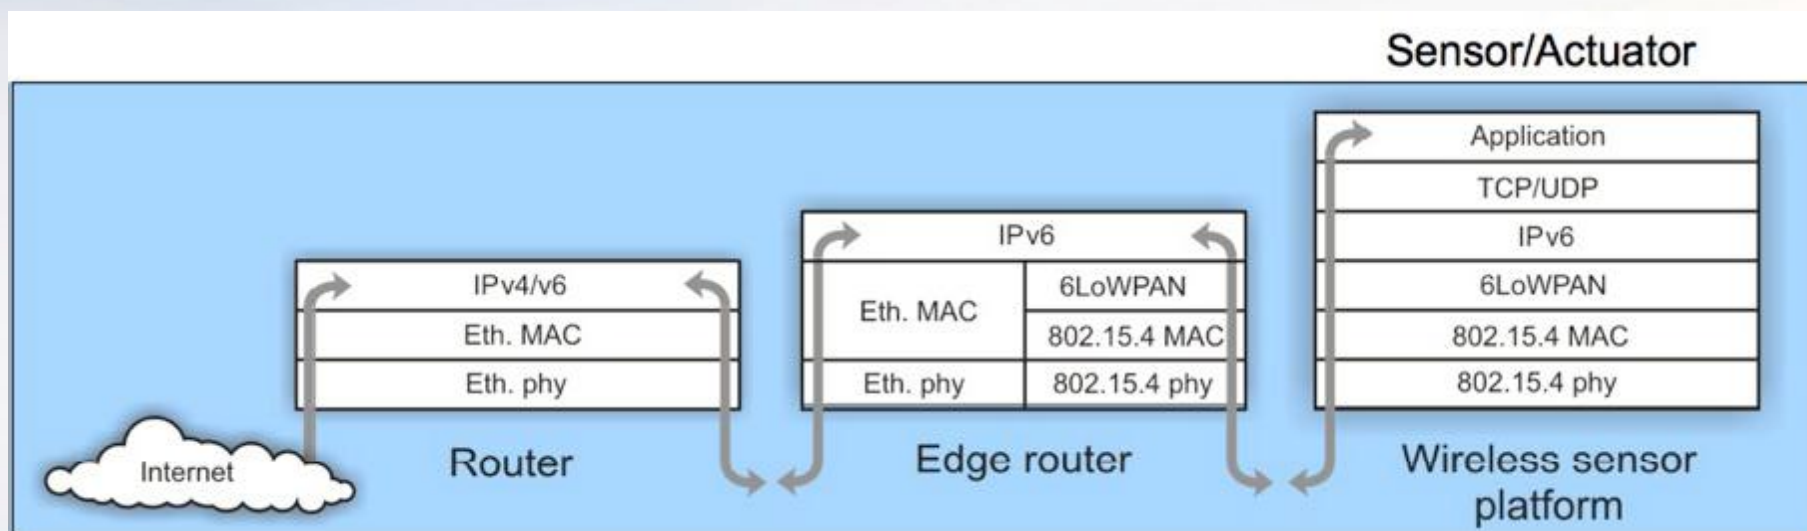 Sensor/Actuator
Internet
IPv4/v6
Eth. MAC
Eth. phy
Router
IPv6
Eth. MAC
6LoWPAN
802.15.4 MAC
Eth. phy
802.15.4 phy
Edge router
Application
TCP/UDP
IPv6
6LoWPAN
802.15.4 MAC
802.15.4 phy
Wireless sensor
platform